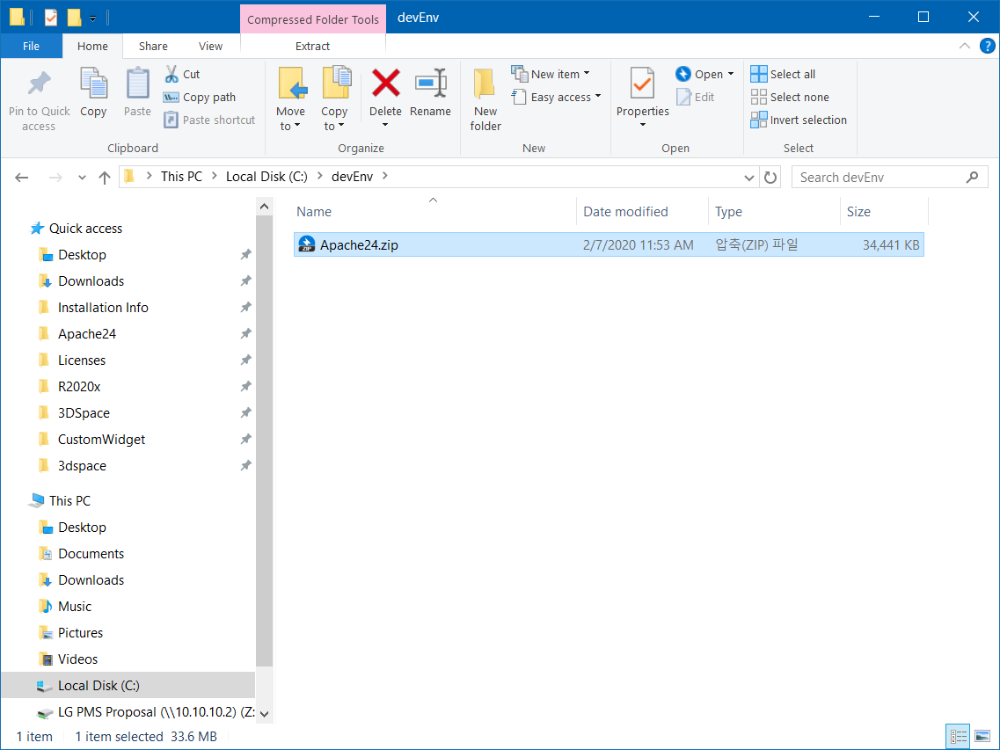 Compressed Folder Tools
devEnv
File
Home
Share
View
Extract
Pin to Quick
access
Copy
Paste
Cut
Copy path
Paste shortcut
Clipboard
Move
to
Copy
to
Delete
Rename
Organize
New
folder
New item
Easy access
New
Properties
Open
Edit
Open
Select all
Select none
Invert selection
Select
This PC
Local Disk (C:)
devEnv
Search devEnv
Name
Date modified
Type
Size
ZIP
Apache24.zip
2/7/2020 11:53 AM
압축(ZIP) 파일
34,441 KB
Quick access
Desktop
Downloads
Installation Info
Apache24
Licenses
R2020x
3DSpace
CustomWidget
3dspace
This PC
Desktop
Documents
Downloads
Music
Pictures
Videos
Local Disk (C:)
LG PMS Proposal (\\10.10.10.2) (Z:
1 item
1 item selected 33.6 MB